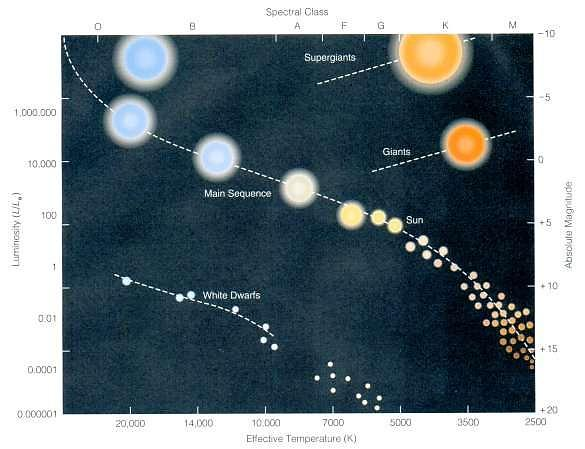 Spectral Class
O B A F G K M
Supergiants
Giants
Main Sequence
Sun
White Dwarfs
Luminosity (L/Lₑ)
1,000.000
10.000
100
1
0.01
0.0001
0.000001
Absolute Magnitude
-10
-5
0
+5
+10
+15
+20
20,000 14,000 10.000 7000 5000 3500 2500
Effective Temperature (K)